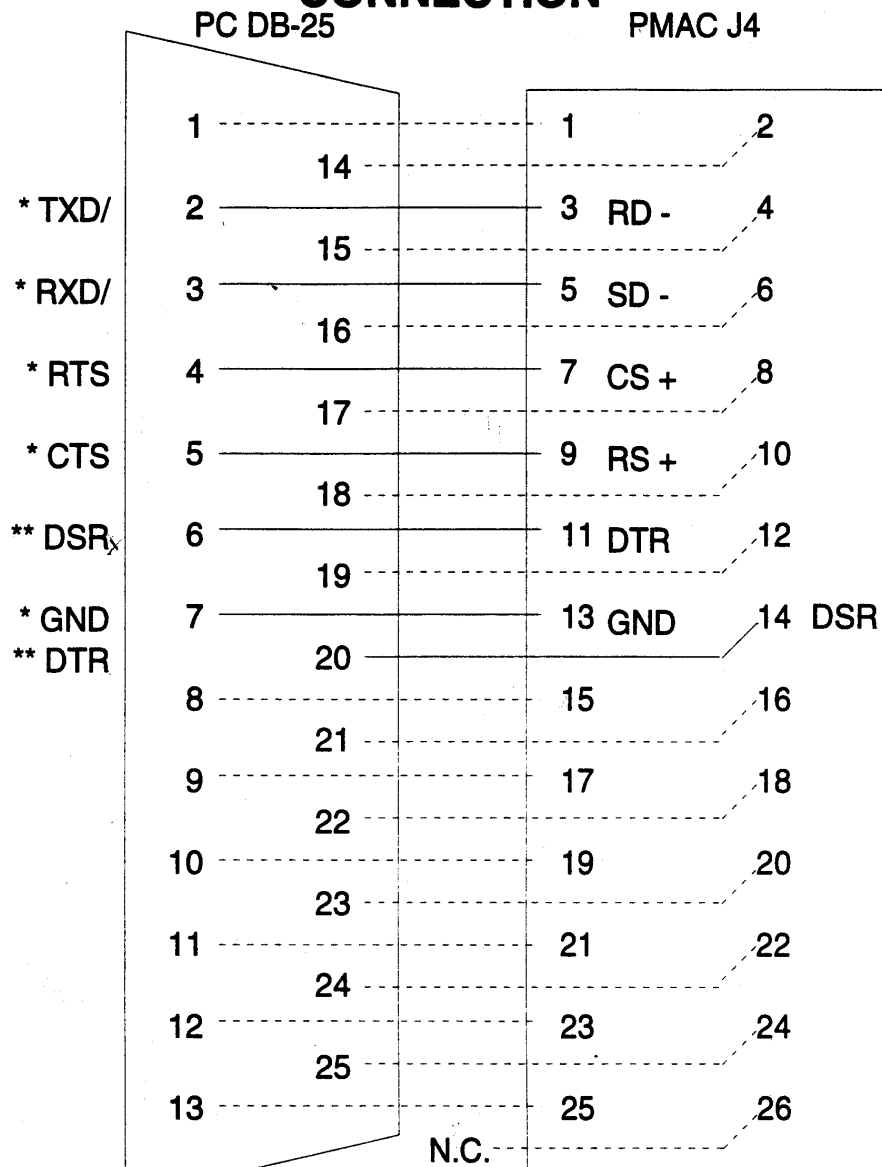 CONNECTION
PC DB-25 PMAC J4
1 1 2
14
* TXD/ 2 3 RD - 4
15
* RXD/ 3 5 SD - 6
16
* RTS 4 7 CS + 8
17
* CTS 5 9 RS + 10
18
** DSR 6 11 DTR 12
19
* GND 7 13 GND 14 DSR
** DTR 20
8 15 16
21
9 17 18
22
10 19 20
23
11 21 22
24
12 23 24
25
13 25 26
N.C.